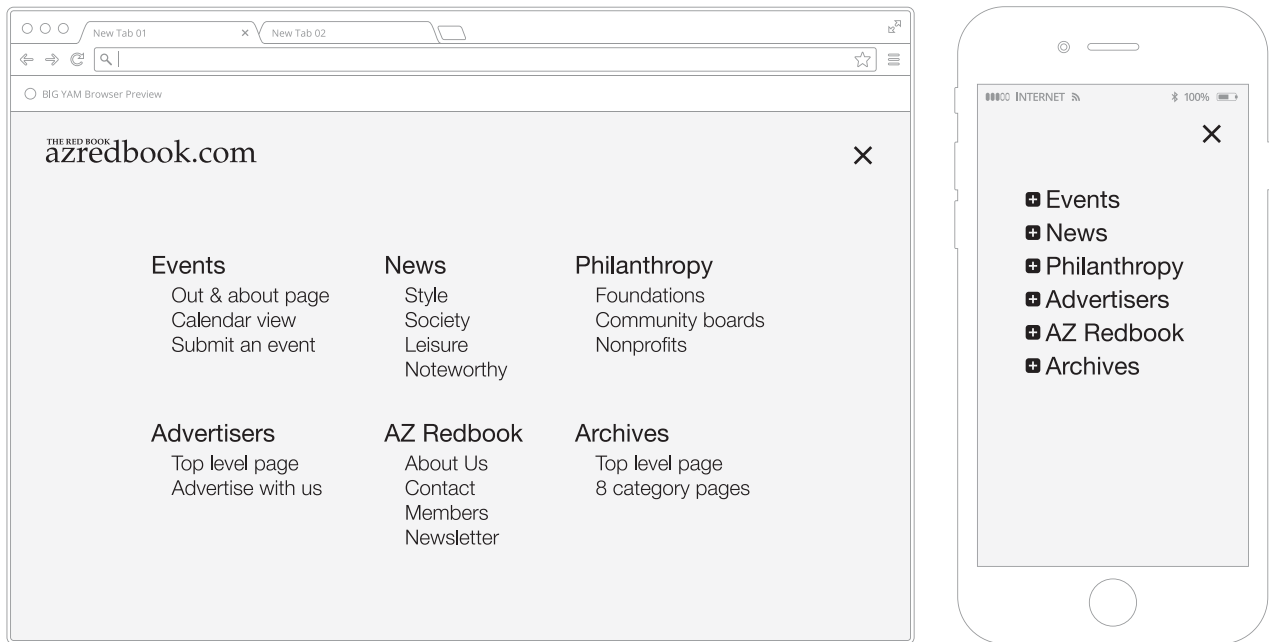 New Tab 01
New Tab 02
BIG YAM Browser Preview
THE RED BOOK
azredbook.com
Events
Out & about page
Calendar view
Submit an event
News
Style
Society
Leisure
Noteworthy
Philanthropy
Foundations
Community boards
Nonprofits
Advertisers
Top level page
Advertise with us
AZ Redbook
About Us
Contact
Members
Newsletter
Archives
Top level page
8 category pages
INTERNET 100%
Events
News
Philanthropy
Advertisers
AZ Redbook
Archives